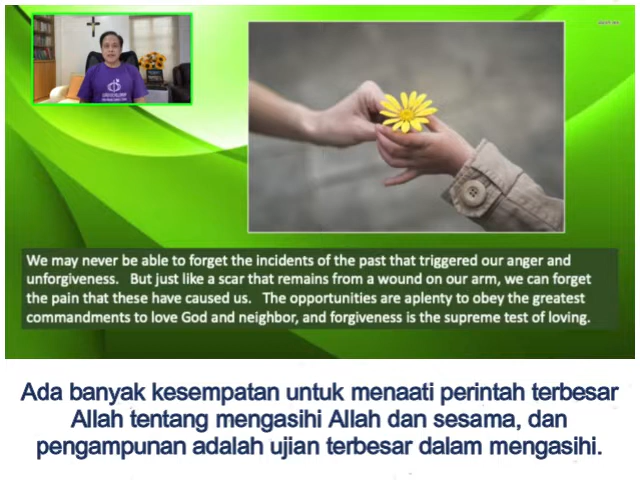 We may never be able to forget the incidents of the past that triggered our anger and
unforgiveness. But just like a scar that remains from a wound on our arm, we can forget
the pain that these have caused us. The opportunities are aplenty to obey the greatest
commandments to love God and neighbor, and forgiveness is the supreme test of loving.
Ada banyak kesempatan untuk menaati perintah terbesar
Allah tentang mengasihi Allah dan sesama, dan
pengampunan adalah ujian terbesar dalam mengasihi.